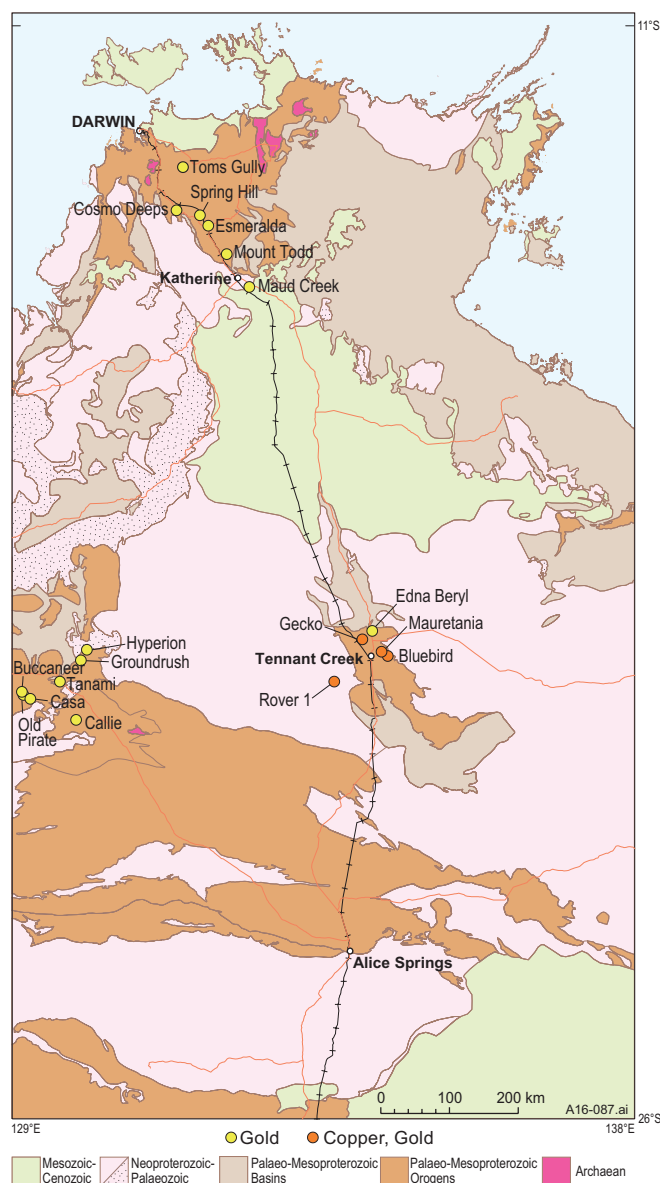 11°S
DARWIN
Toms Gully
Spring Hill
Cosmo Deeps
Esmeralda
Mount Todd
Katherine
Maud Creek
Edna Beryl
Gecko
Mauretania
Hyperion
Groundrush
Tennant Creek
Bluebird
Buccaneer
Tanami
Rover 1
Casa
Old
Pirate
Callie
Alice Springs
0 100 200 km
A16-087.ai
26°S
129°E
138°E
Gold
Copper, Gold
Mesozoic-
Cenozoic
Neoproterozoic-
Palaeozoic
Palaeo-Mesoproterozoic
Basins
Palaeo-Mesoproterozoic
Orogens
Archaean